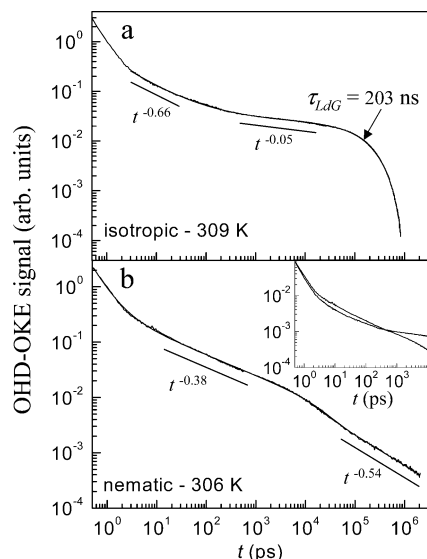 OHD-OKE signal (arb. units)
a
10^0
10^-1
10^-2
10^-3
10^-4
t^-0.66
t^-0.05
τ_LdG = 203 ns
isotropic - 309 K
b
10^0
10^-1
10^-2
10^-3
10^-4
t^-0.38
t^-0.54
nematic - 306 K
10^-2
10^-3
10^-4
10^0 10^1 10^2 10^3
t (ps)
10^0 10^1 10^2 10^3 10^4 10^5 10^6
t (ps)